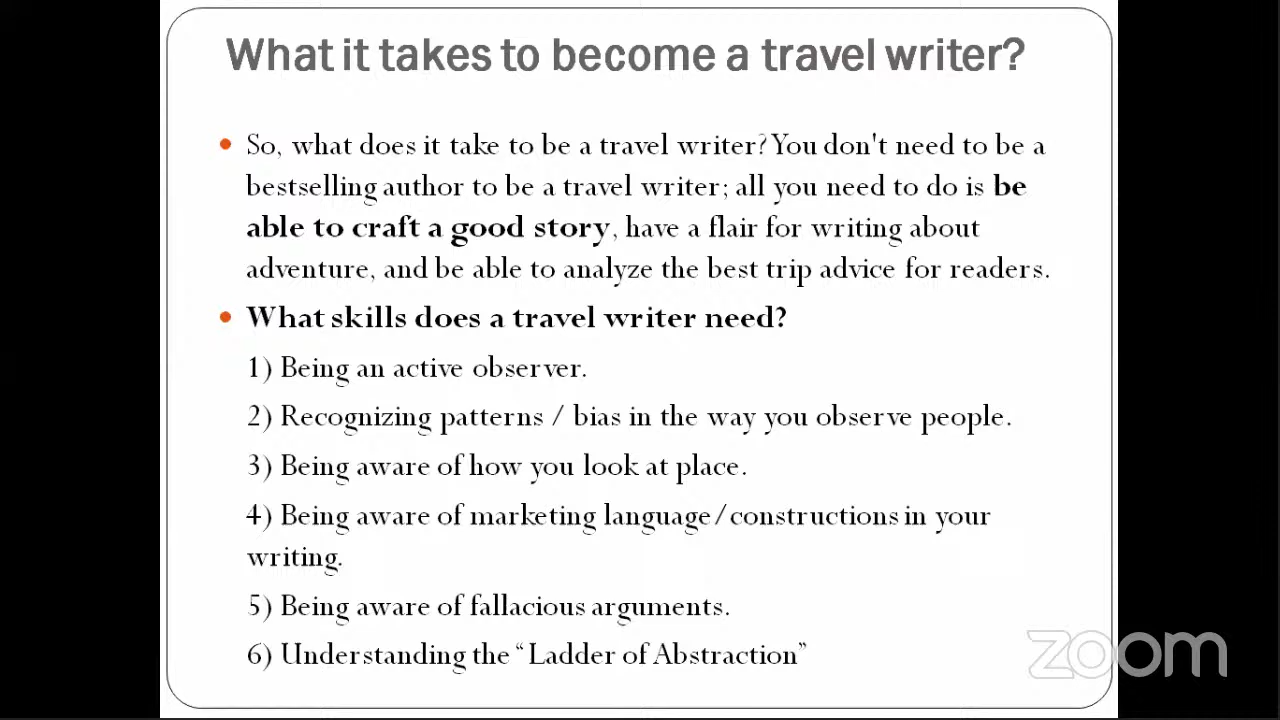 What it takes to become a travel writer?
So, what does it take to be a travel writer? You don't need to be a
bestselling author to be a travel writer; all you need to do is be
able to craft a good story, have a flair for writing about
adventure, and be able to analyze the best trip advice for readers.
What skills does a travel writer need?
1) Being an active observer.
2) Recognizing patterns / bias in the way you observe people.
3) Being aware of how you look at place.
4) Being aware of marketing language/constructions in your
writing.
5) Being aware of fallacious arguments.
6) Understanding the “Ladder of Abstraction”
zoom